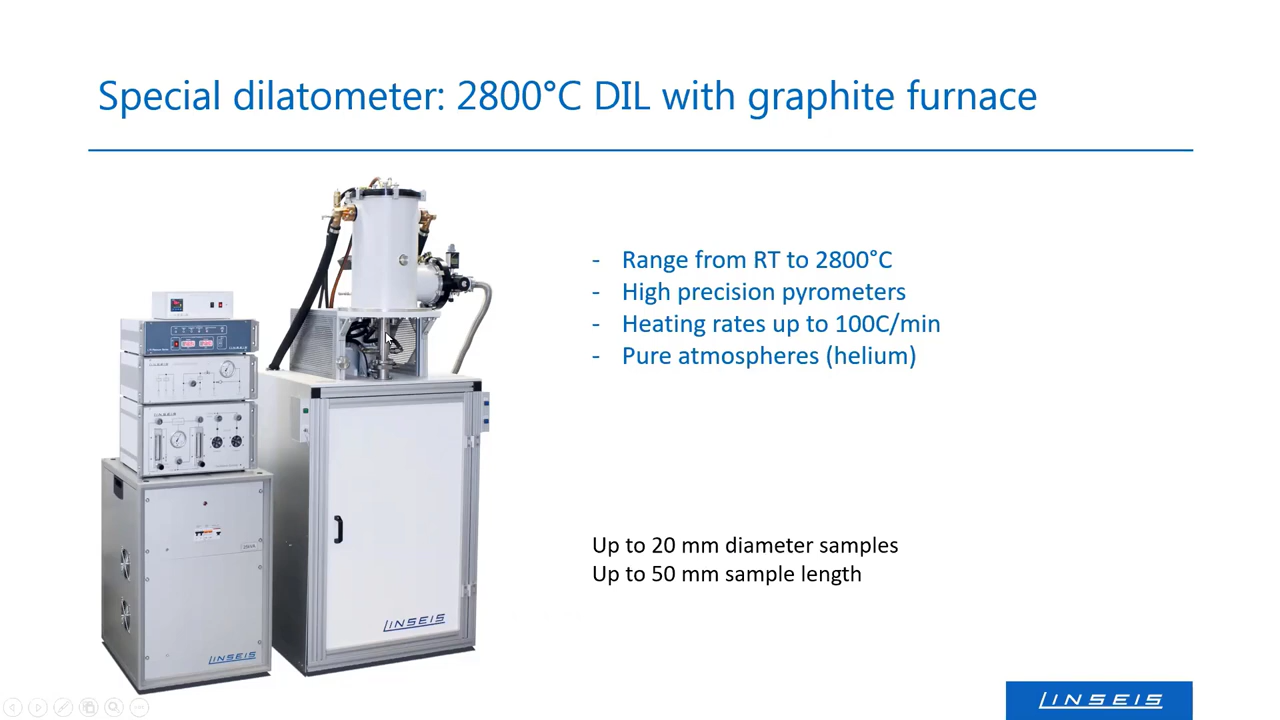 Special dilatometer: 2800°C DIL with graphite furnace
- Range from RT to 2800°C
- High precision pyrometers
- Heating rates up to 100C/min
- Pure atmospheres (helium)
Up to 20 mm diameter samples
Up to 50 mm sample length
LINSEIS
LINSEIS
LINSEIS
LINSEIS
LINSEIS